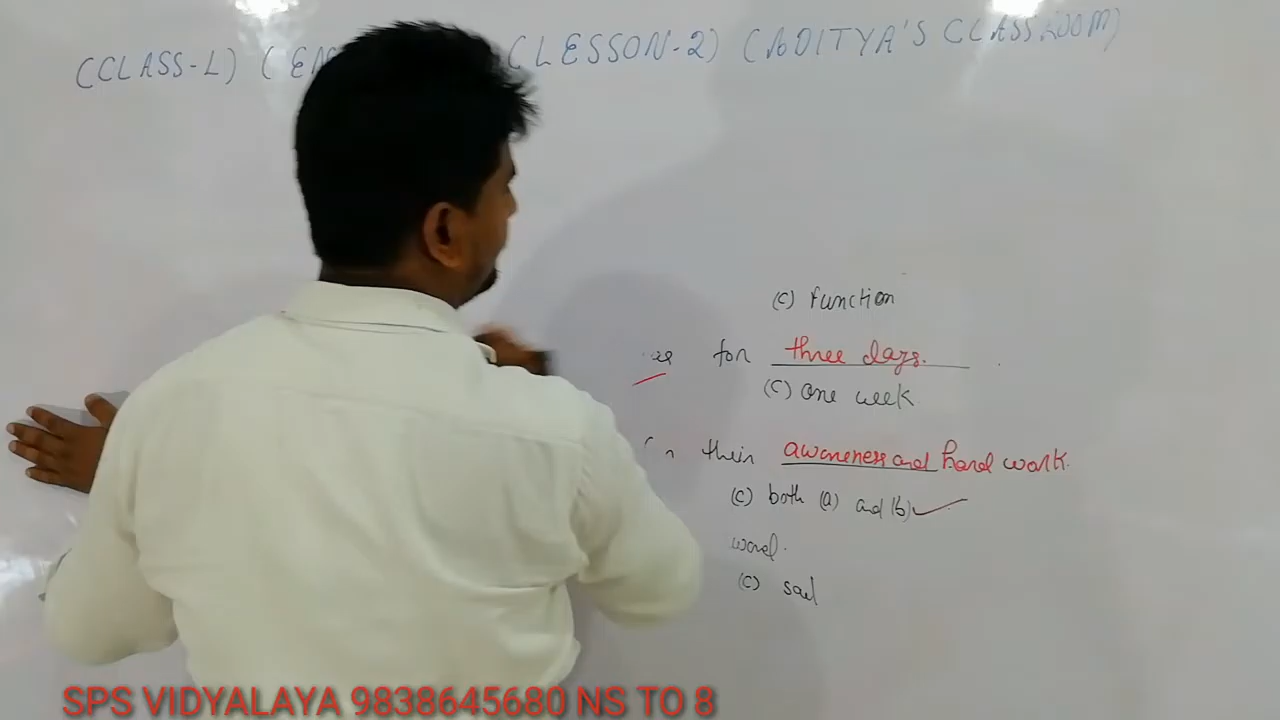 (CLASS-L) (EN (LESSON-2) (ADITYA'S CLASSROOM)
(C) Function
for three days.
(C) One week
their awareness and hard work.
(C) both (a) and (b)
word.
(C) sad
SPS VIDYALAYA 9838645680 NS TO 8